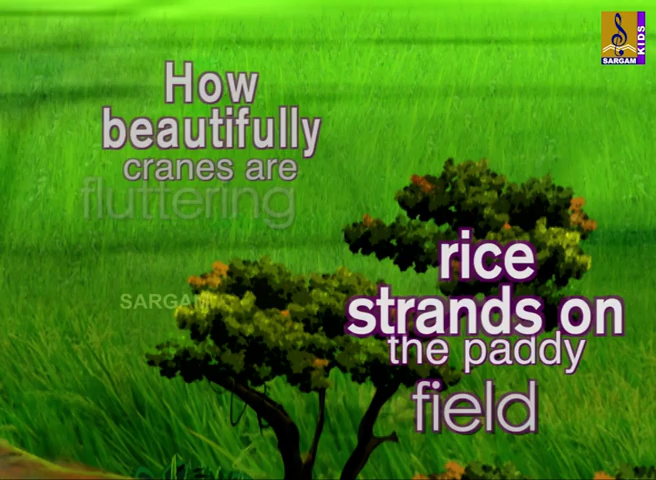 SARGAM
KIDS
How
beautifully
cranes are
fluttering
rice
strands on
the paddy
field
SARGAM